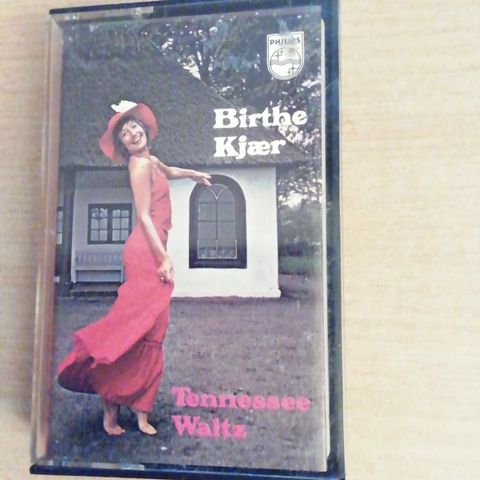 PHILIPS
Birthe
Kjær
Tennessee
Waltz